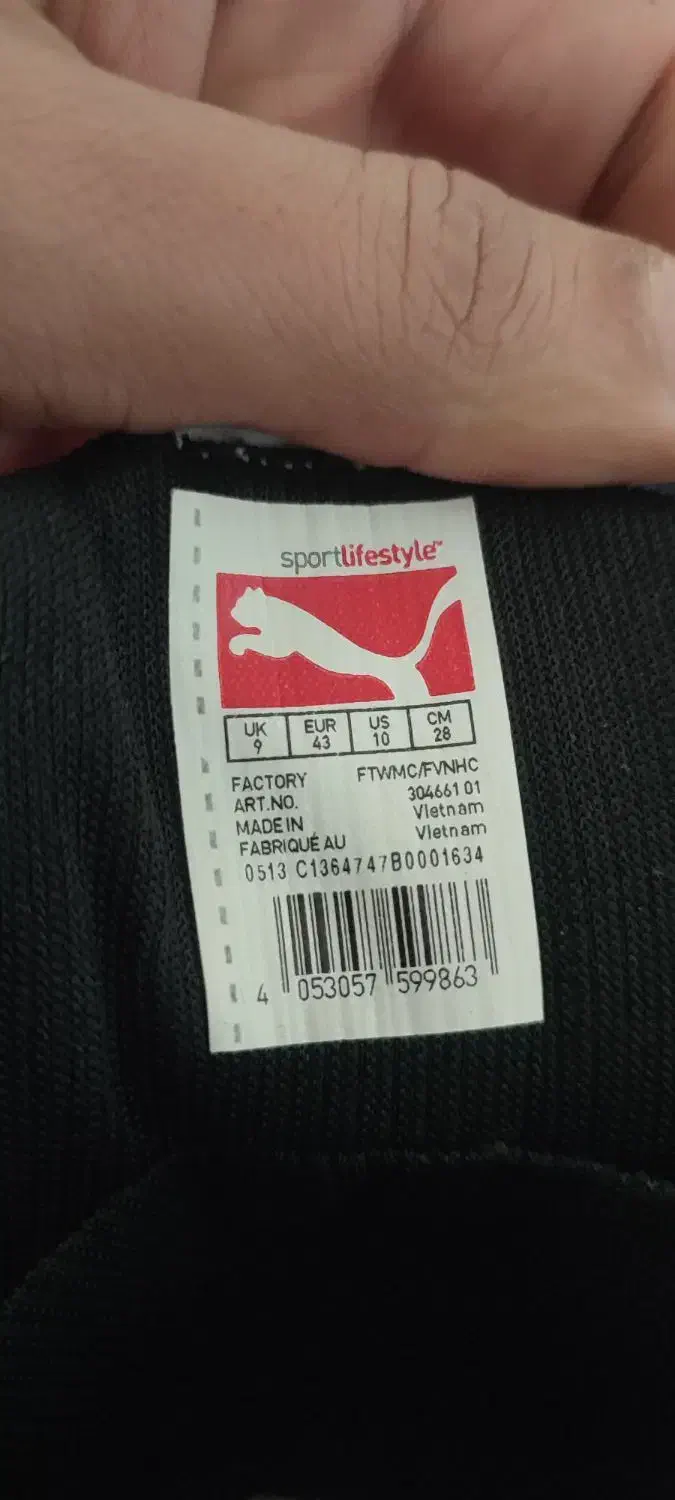 sportlifestyle™
UK EUR US CM
9 43 10 28
FACTORY FTWMC/FVNHC
ART.NO. 304661 01
MADE IN Vietnam
FABRIQUÉ AU Vietnam
0513 C1364747B0001634
4 053057 599863